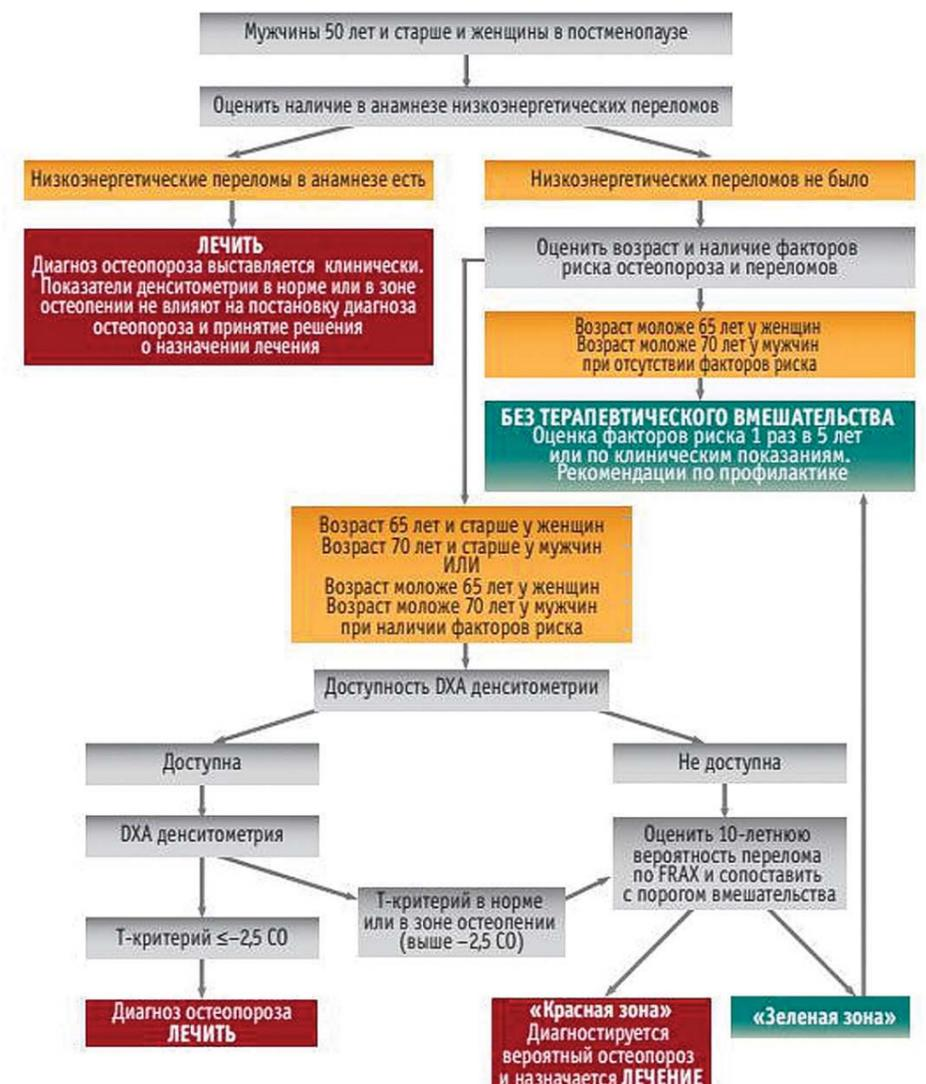 Мужчины 50 лет и старше и женщины в постменопаузе
Оценить наличие в анамнезе низкоэнергетических переломов
Низкоэнергетические переломы в анамнезе есть
Низкоэнергетических переломов не было
ЛЕЧИТЬ
Диагноз остеопороза выставляется клинически.
Показатели денситометрии в норме или в зоне
остеопении не влияют на постановку диагноза
остеопороза и принятие решения
о назначении лечения
Оценить возраст и наличие факторов
риска остеопороза и переломов
Возраст моложе 65 лет у женщин
Возраст моложе 70 лет у мужчин
при отсутствии факторов риска
БЕЗ ТЕРАПЕВТИЧЕСКОГО ВМЕШАТЕЛЬСТВА
Оценка факторов риска 1 раз в 5 лет
или по клиническим показаниям.
Рекомендации по профилактике
Возраст 65 лет и старше у женщин
Возраст 70 лет и старше у мужчин
ИЛИ
Возраст моложе 65 лет у женщин
Возраст моложе 70 лет у мужчин
при наличии факторов риска
Доступность DXA денситометрии
Доступна
Не доступна
DXA денситометрия
Оценить 10-летнюю
вероятность перелома
по FRAX и сопоставить
с порогом вмешательства
Т-критерий в норме
или в зоне остеопении
(выше −2,5 СО)
Т-критерий ≤−2,5 СО
Диагноз остеопороза
ЛЕЧИТЬ
«Красная зона»
Диагностируется
вероятный остеопороз
и назначается ЛЕЧЕНИЕ
«Зеленая зона»